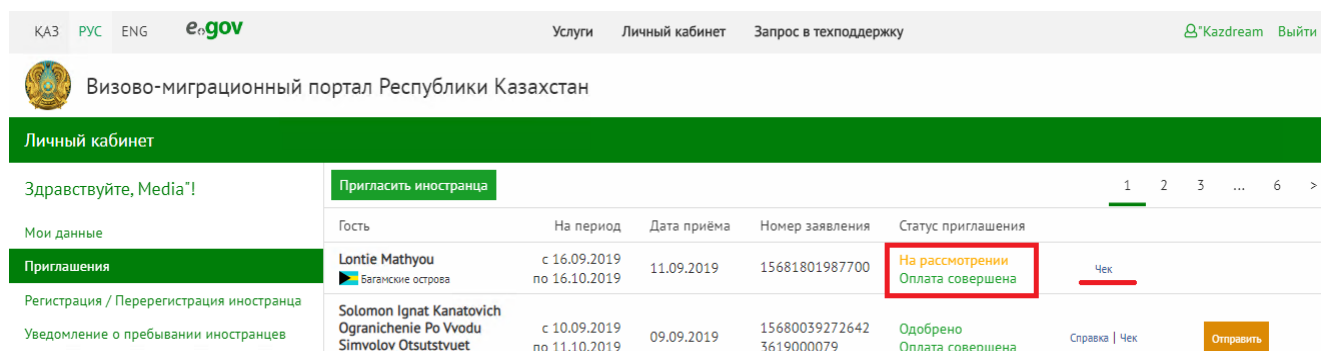 ҚАЗ РУС ENG egov Услуги Личный кабинет Запрос в техподдержку "Kazdream Выйти
Визово-миграционный портал Республики Казахстан
Личный кабинет
Здравствуйте, Media"!
Мои данные
Приглашения
Регистрация / Перерегистрация иностранца
Уведомление о пребывании иностранцев
Пригласить иностранца 1 2 3 ... 6 >
Гость На период Дата приёма Номер заявления Статус приглашения
Lontie Mathyou с 16.09.2019 11.09.2019 15681801987700 На рассмотрении Чек
Багамские острова по 16.10.2019 Оплата совершена
Solomon Ignat Kanatovich
Ogranichenie Po Vvodu с 10.09.2019 09.09.2019 15680039272642 Одобрено Справка | Чек Отправить
Simvolov Otsutstvuet по 11.10.2019 3619000079 Оплата совершена